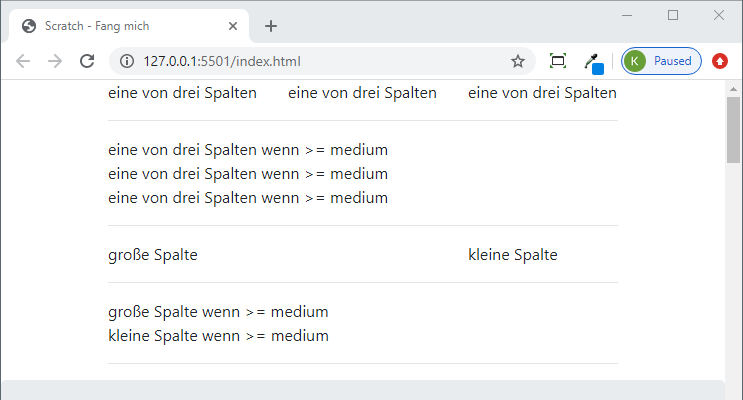 Scratch - Fang mich
127.0.0.1:5501/index.html
K Paused
eine von drei Spalten eine von drei Spalten eine von drei Spalten
eine von drei Spalten wenn >= medium
eine von drei Spalten wenn >= medium
eine von drei Spalten wenn >= medium
große Spalte kleine Spalte
große Spalte wenn >= medium
kleine Spalte wenn >= medium